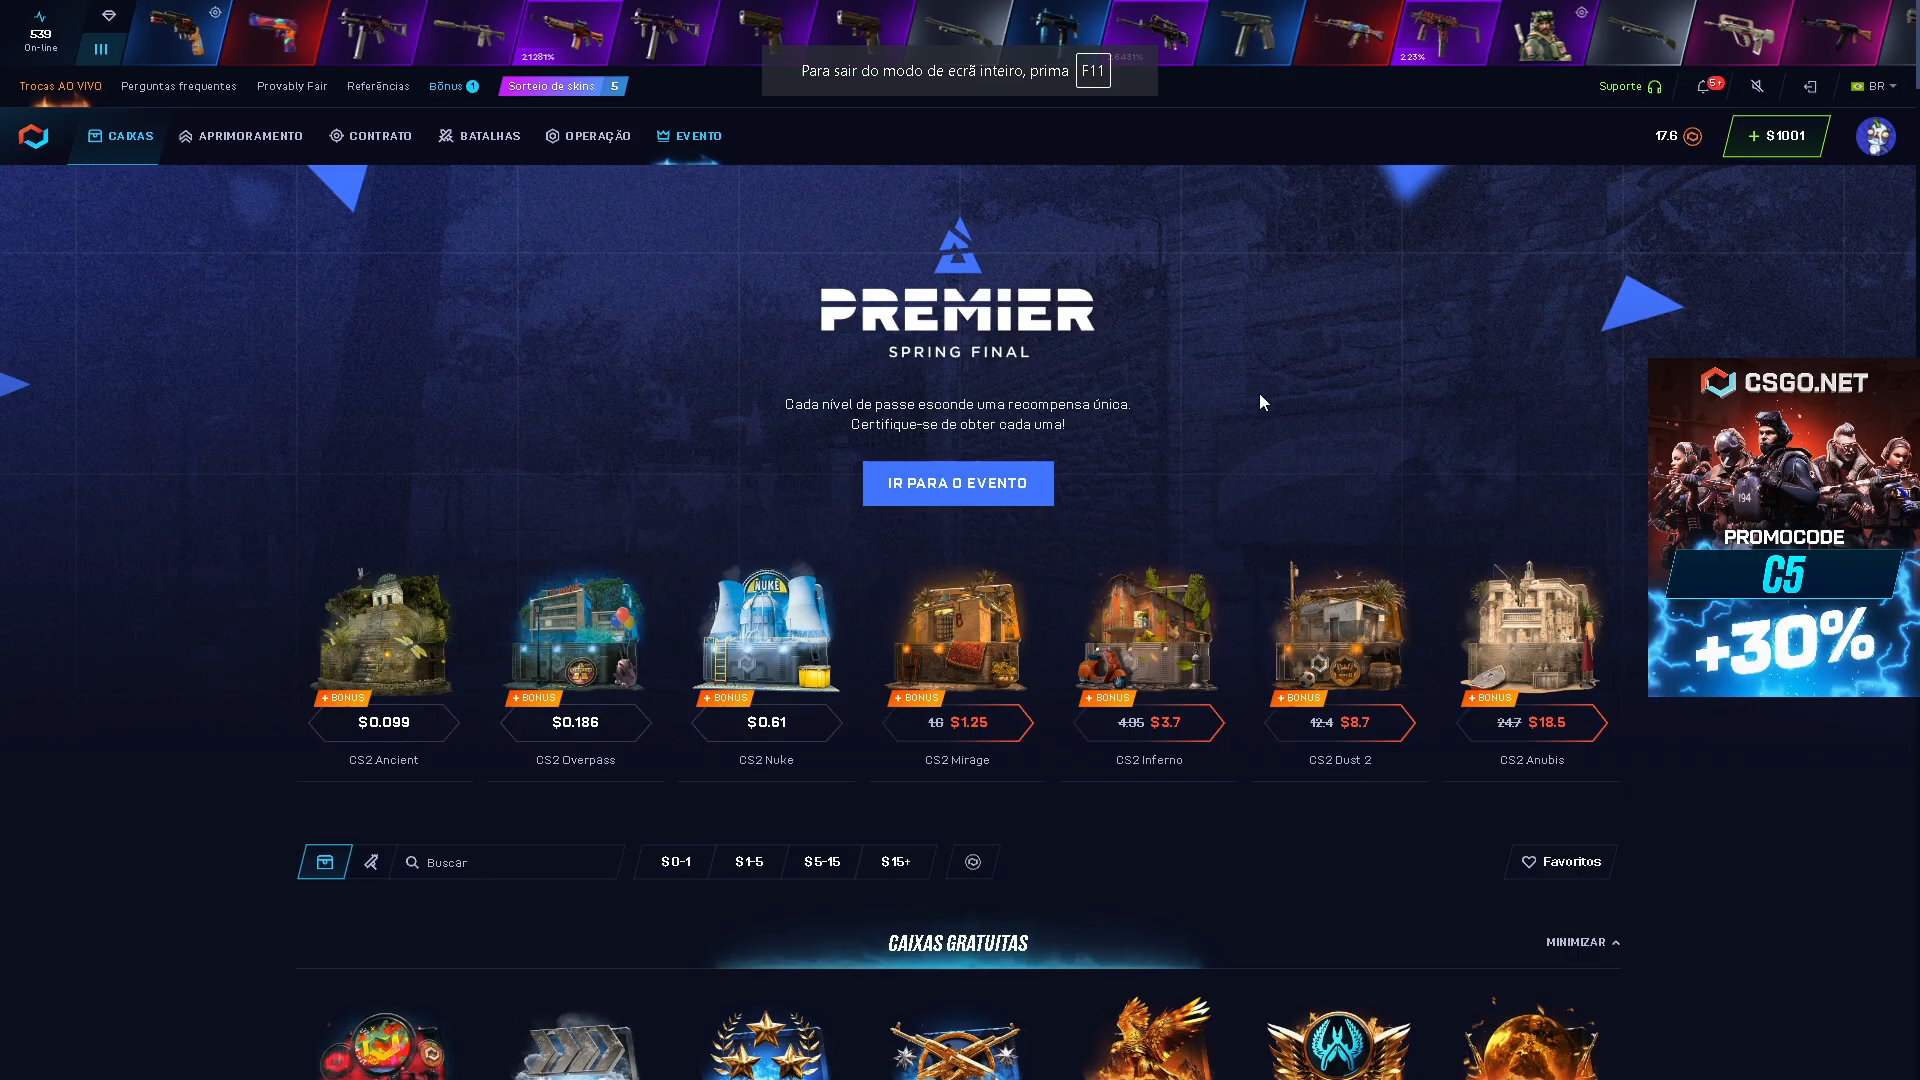 539
On-line
2.1281%
2.23%
Para sair do modo de ecrã inteiro, prima F11
Trocas AO VIVO
Perguntas frequentes
Provably Fair
Referências
Bônus 1
Sorteio de skins 5
Suporte
5+
BR
CAIXAS
APRIMORAMENTO
CONTRATO
BATALHAS
OPERAÇÃO
EVENTO
17.6
+ $1001
PREMIER
SPRING FINAL
Cada nível de passe esconde uma recompensa única.
Certifique-se de obter cada uma!
IR PARA O EVENTO
CSGO.NET
194
PROMOCODE
C5
+30%
NUKE
+ BONUS
+ BONUS
+ BONUS
+ BONUS
+ BONUS
+ BONUS
+ BONUS
$0.099
$0.186
$0.61
1.6 $1.25
4.95 $3.7
12.4 $8.7
24.7 $18.5
CS2 Ancient
CS2 Overpass
CS2 Nuke
CS2 Mirage
CS2 Inferno
CS2 Dust 2
CS2 Anubis
Buscar
$0-1
$1-5
$5-15
$15+
Favoritos
CAIXAS GRATUITAS
MINIMIZAR